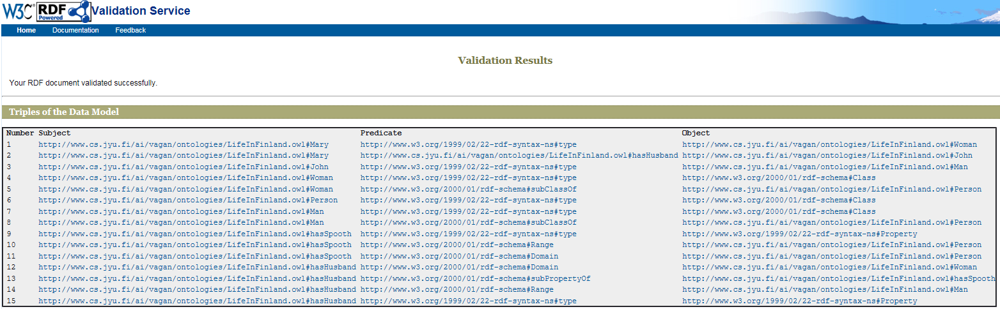 W3C RDF Powered Validation Service
Home Documentation Feedback
Validation Results
Your RDF document validated successfully.
Triples of the Data Model
Number Subject Predicate Object
1 http://www.cs.jyu.fi/ai/vagan/ontologies/LifeInFinland.owl#Mary http://www.w3.org/1999/02/22-rdf-syntax-ns#type http://www.cs.jyu.fi/ai/vagan/ontologies/LifeInFinland.owl#Woman
2 http://www.cs.jyu.fi/ai/vagan/ontologies/LifeInFinland.owl#Mary http://www.cs.jyu.fi/ai/vagan/ontologies/LifeInFinland.owl#hasHusband http://www.cs.jyu.fi/ai/vagan/ontologies/LifeInFinland.owl#John
3 http://www.cs.jyu.fi/ai/vagan/ontologies/LifeInFinland.owl#John http://www.w3.org/1999/02/22-rdf-syntax-ns#type http://www.cs.jyu.fi/ai/vagan/ontologies/LifeInFinland.owl#Man
4 http://www.cs.jyu.fi/ai/vagan/ontologies/LifeInFinland.owl#Woman http://www.w3.org/1999/02/22-rdf-syntax-ns#type http://www.w3.org/2000/01/rdf-schema#Class
5 http://www.cs.jyu.fi/ai/vagan/ontologies/LifeInFinland.owl#Woman http://www.w3.org/2000/01/rdf-schema#subClassOf http://www.cs.jyu.fi/ai/vagan/ontologies/LifeInFinland.owl#Person
6 http://www.cs.jyu.fi/ai/vagan/ontologies/LifeInFinland.owl#Person http://www.w3.org/1999/02/22-rdf-syntax-ns#type http://www.w3.org/2000/01/rdf-schema#Class
7 http://www.cs.jyu.fi/ai/vagan/ontologies/LifeInFinland.owl#Man http://www.w3.org/1999/02/22-rdf-syntax-ns#type http://www.w3.org/2000/01/rdf-schema#Class
8 http://www.cs.jyu.fi/ai/vagan/ontologies/LifeInFinland.owl#Man http://www.w3.org/2000/01/rdf-schema#subClassOf http://www.cs.jyu.fi/ai/vagan/ontologies/LifeInFinland.owl#Person
9 http://www.cs.jyu.fi/ai/vagan/ontologies/LifeInFinland.owl#hasSpooth http://www.w3.org/1999/02/22-rdf-syntax-ns#type http://www.w3.org/1999/02/22-rdf-syntax-ns#Property
10 http://www.cs.jyu.fi/ai/vagan/ontologies/LifeInFinland.owl#hasSpooth http://www.w3.org/2000/01/rdf-schema#Range http://www.cs.jyu.fi/ai/vagan/ontologies/LifeInFinland.owl#Person
11 http://www.cs.jyu.fi/ai/vagan/ontologies/LifeInFinland.owl#hasSpooth http://www.w3.org/2000/01/rdf-schema#Domain http://www.cs.jyu.fi/ai/vagan/ontologies/LifeInFinland.owl#Person
12 http://www.cs.jyu.fi/ai/vagan/ontologies/LifeInFinland.owl#hasHusband http://www.w3.org/2000/01/rdf-schema#Domain http://www.cs.jyu.fi/ai/vagan/ontologies/LifeInFinland.owl#Woman
13 http://www.cs.jyu.fi/ai/vagan/ontologies/LifeInFinland.owl#hasHusband http://www.w3.org/2000/01/rdf-schema#subPropertyOf http://www.cs.jyu.fi/ai/vagan/ontologies/LifeInFinland.owl#hasSpooth
14 http://www.cs.jyu.fi/ai/vagan/ontologies/LifeInFinland.owl#hasHusband http://www.w3.org/2000/01/rdf-schema#Range http://www.cs.jyu.fi/ai/vagan/ontologies/LifeInFinland.owl#Man
15 http://www.cs.jyu.fi/ai/vagan/ontologies/LifeInFinland.owl#hasHusband http://www.w3.org/1999/02/22-rdf-syntax-ns#type http://www.w3.org/1999/02/22-rdf-syntax-ns#Property